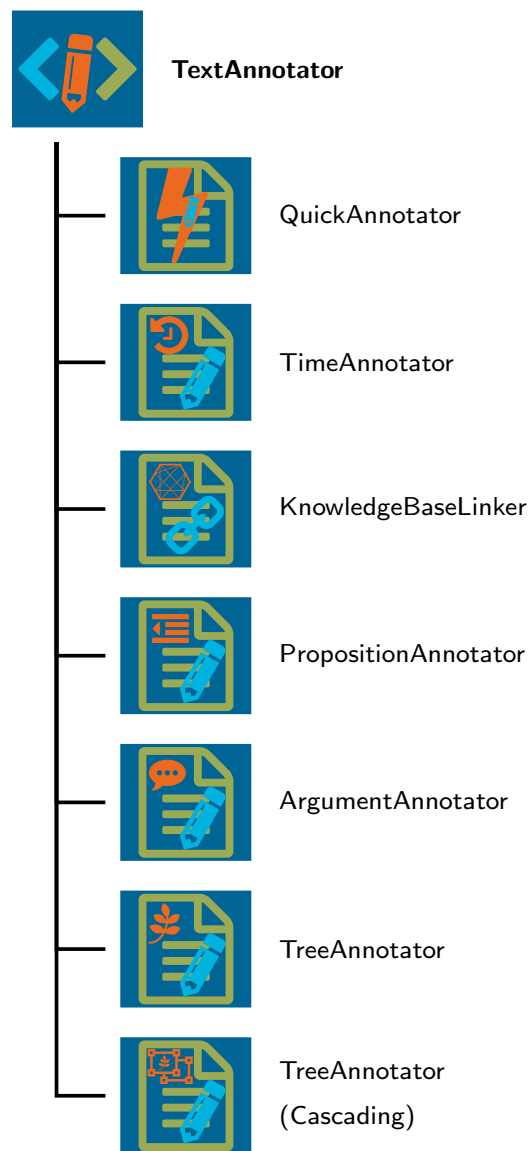 TextAnnotator
QuickAnnotator
TimeAnnotator
KnowledgeBaseLinker
PropositionAnnotator
ArgumentAnnotator
TreeAnnotator
TreeAnnotator
(Cascading)